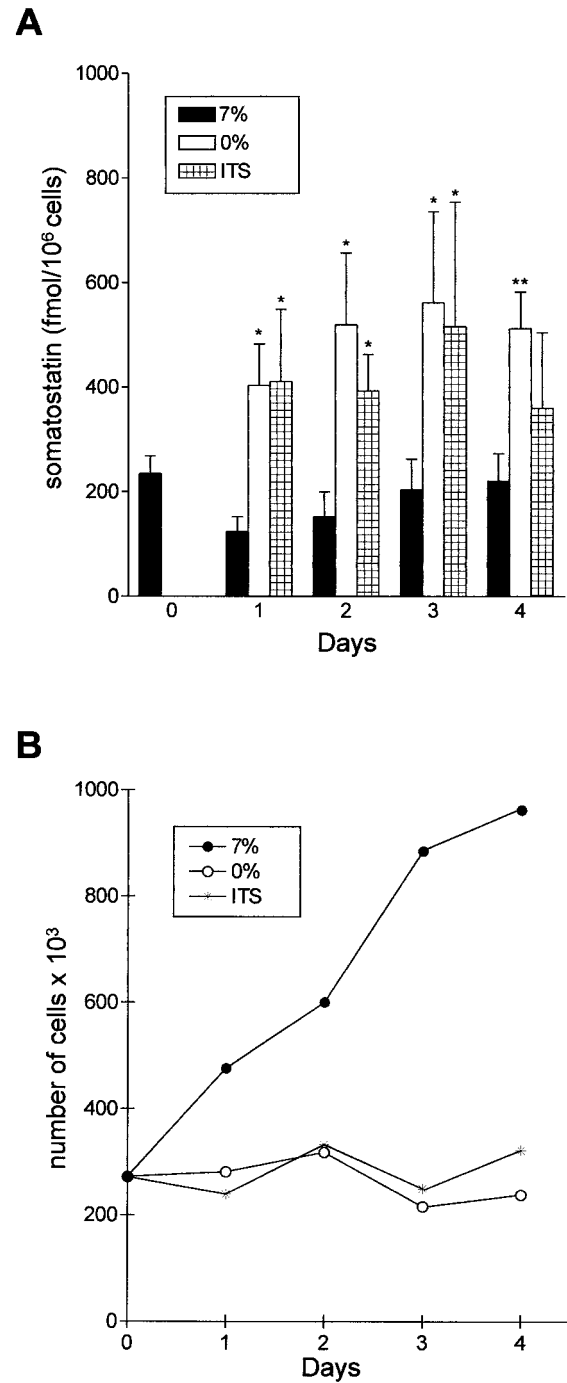 A
1000
800
600
400
200
0
somatostatin (fmol/10⁶ cells)
7%
0%
ITS
* * * * * * **
0 1 2 3 4
Days
B
1000
800
600
400
200
0
number of cells x 10³
7%
0%
ITS
0 1 2 3 4
Days